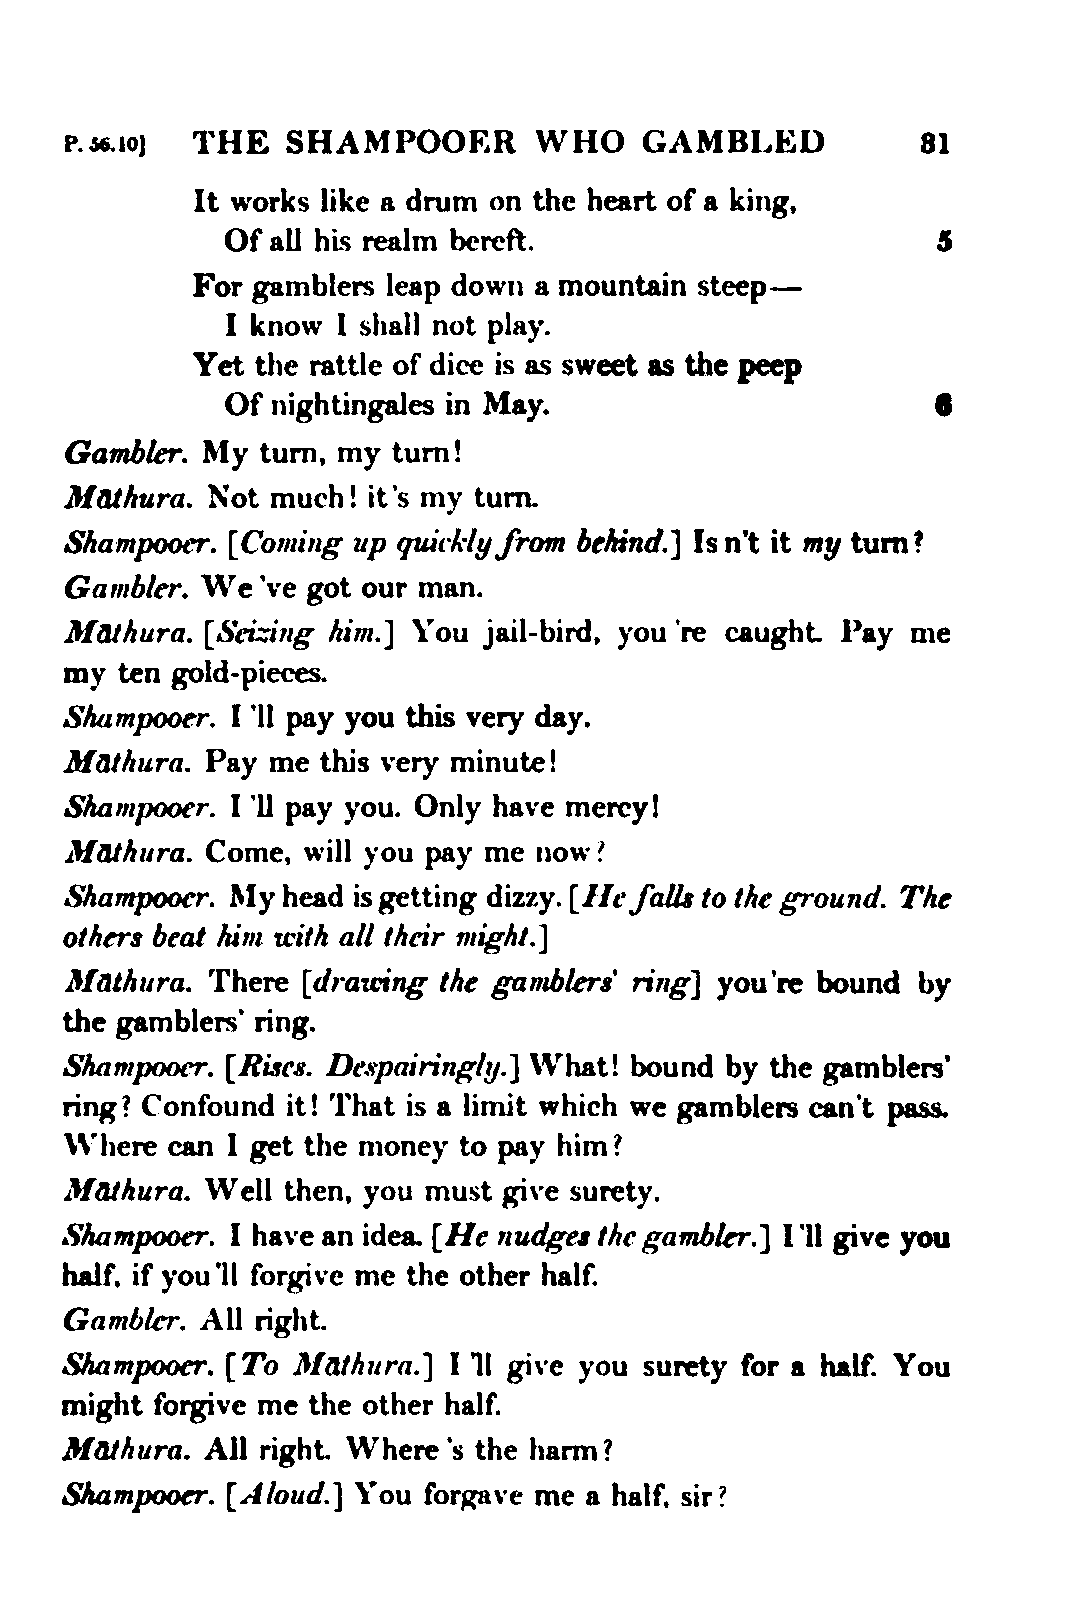 P. 56.10] THE SHAMPOOER WHO GAMBLED 81
It works like a drum on the heart of a king,
Of all his realm bereft. 5
For gamblers leap down a mountain steep—
I know I shall not play.
Yet the rattle of dice is as sweet as the peep
Of nightingales in May. 6
Gambler. My turn, my turn!
Māthura. Not much! it's my turn.
Shampooer. [Coming up quickly from behind.] Is n't it my turn?
Gambler. We 've got our man.
Māthura. [Seizing him.] You jail-bird, you 're caught. Pay me
my ten gold-pieces.
Shampooer. I 'll pay you this very day.
Māthura. Pay me this very minute!
Shampooer. I 'll pay you. Only have mercy!
Māthura. Come, will you pay me now?
Shampooer. My head is getting dizzy. [He falls to the ground. The
others beat him with all their might.]
Māthura. There [drawing the gamblers' ring] you're bound by
the gamblers' ring.
Shampooer. [Rises. Despairingly.] What! bound by the gamblers'
ring? Confound it! That is a limit which we gamblers can't pass.
Where can I get the money to pay him?
Māthura. Well then, you must give surety.
Shampooer. I have an idea. [He nudges the gambler.] I 'll give you
half, if you 'll forgive me the other half.
Gambler. All right.
Shampooer. [To Māthura.] I 'll give you surety for a half. You
might forgive me the other half.
Māthura. All right. Where 's the harm?
Shampooer. [Aloud.] You forgave me a half, sir?